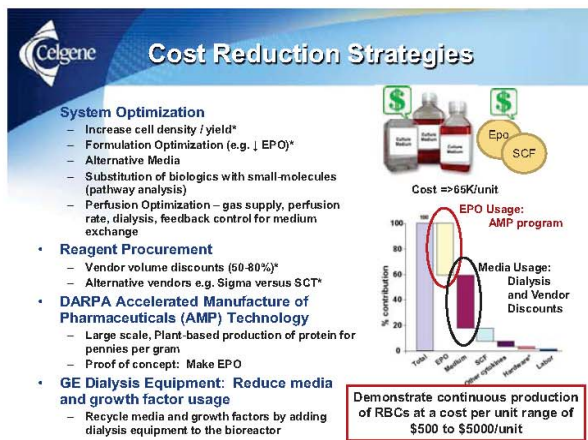 Celgene
Cost Reduction Strategies
System Optimization
– Increase cell density / yield*
– Formulation Optimization (e.g. ↓ EPO)*
– Alternative Media
– Substitution of biologics with small-molecules
(pathway analysis)
– Perfusion Optimization – gas supply, perfusion
rate, dialysis, feedback control for medium
exchange
• Reagent Procurement
– Vendor volume discounts (50-80%)*
– Alternative vendors e.g. Sigma versus SCT*
• DARPA Accelerated Manufacture of
Pharmaceuticals (AMP) Technology
– Large scale, Plant-based production of protein for
pennies per gram
– Proof of concept: Make EPO
• GE Dialysis Equipment: Reduce media
and growth factor usage
– Recycle media and growth factors by adding
dialysis equipment to the bioreactor
$
$
Culture
Medium
Culture
Medium
Culture
Medium
Epo
SCF
Cost =>65K/unit
EPO Usage:
AMP program
Media Usage:
Dialysis
and Vendor
Discounts
% contribution
100
80
60
40
20
0
100
Total
EPO
Medium
SCF
Other cytokines
Hardware*
Labor
Demonstrate continuous production
of RBCs at a cost per unit range of
$500 to $5000/unit